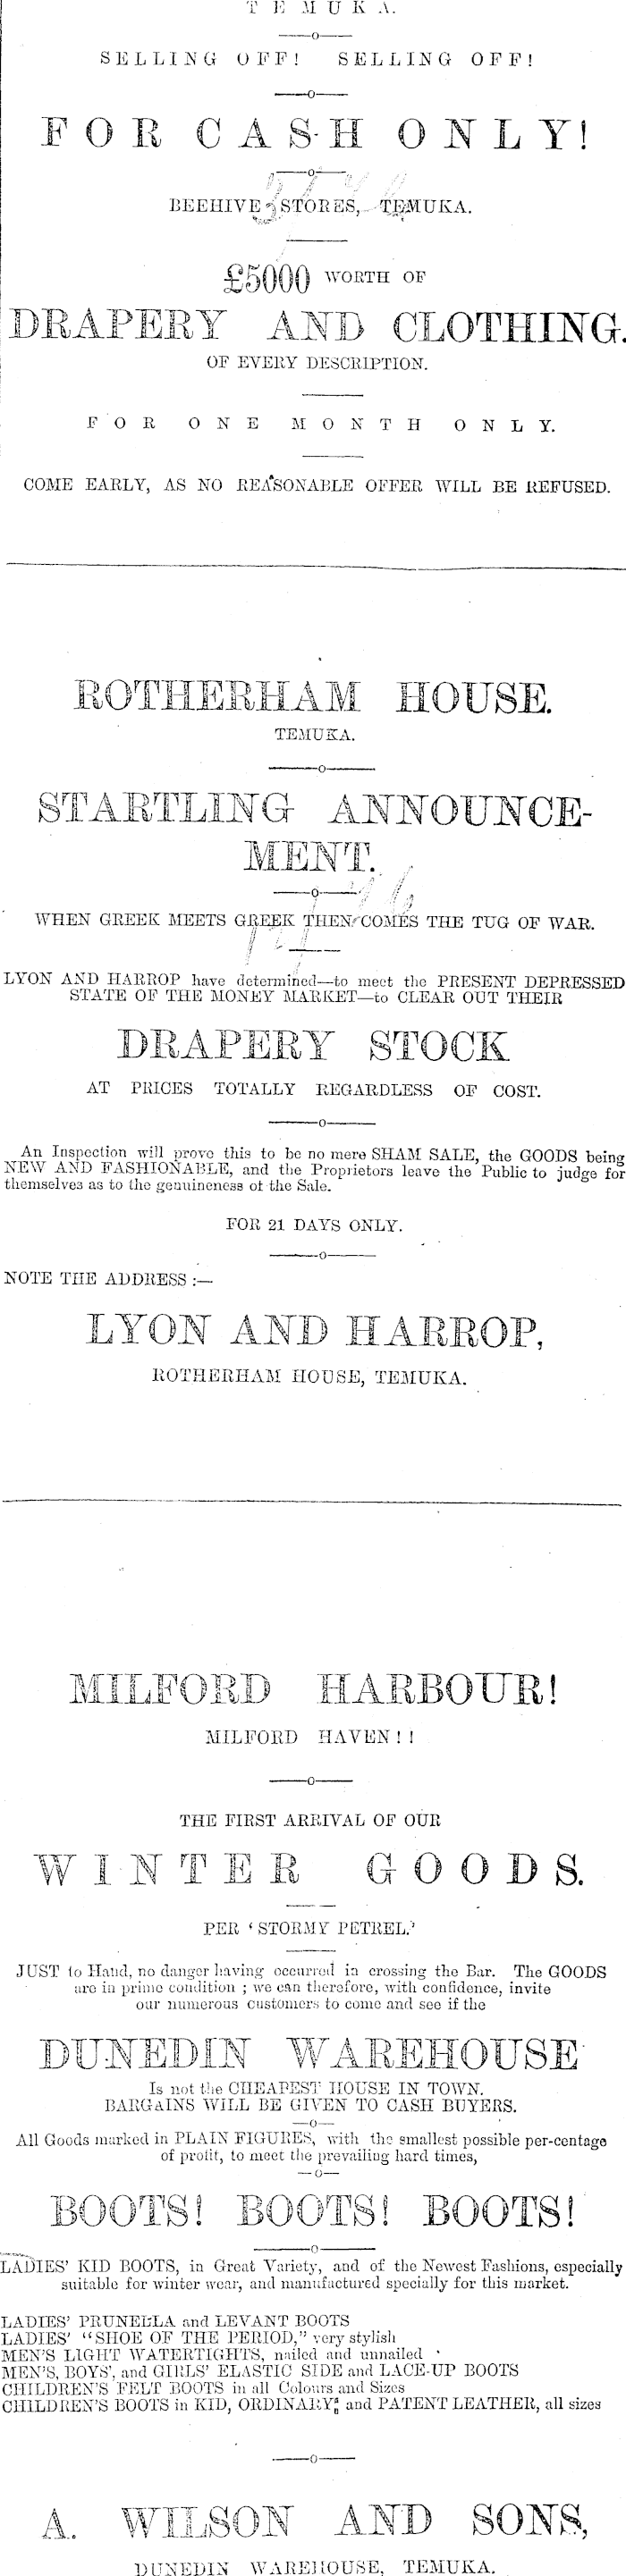 TEMUKA.
SELLING OFF! SELLING OFF!
FOR CASH ONLY!
BEEHIVE STORES, TEMUKA.
£5000 WORTH OF
DRAPERY AND CLOTHING.
OF EVERY DESCRIPTION.
FOR ONE MONTH ONLY.
COME EARLY, AS NO REASONABLE OFFER WILL BE REFUSED.
ROTHERHAM HOUSE.
TEMUKA.
STARTLING ANNOUNCE-
MENT.
WHEN GREEK MEETS GREEK THEN COMES THE TUG OF WAR.
LYON AND HARROP have determined—to meet the PRESENT DEPRESSED
STATE OF THE MONEY MARKET—to CLEAR OUT THEIR
DRAPERY STOCK
AT PRICES TOTALLY REGARDLESS OF COST.
An Inspection will prove this to be no mere SHAM SALE, the GOODS being
NEW AND FASHIONABLE, and the Proprietors leave the Public to judge for
themselves as to the genuineness of the Sale.
FOR 21 DAYS ONLY.
NOTE THE ADDRESS :—
LYON AND HARROP,
ROTHERHAM HOUSE, TEMUKA.
MILFORD HARBOUR!
MILFORD HAVEN!!
THE FIRST ARRIVAL OF OUR
WINTER GOODS.
PER ‘STORMY PETREL.’
JUST to Hand, no danger having occurred in crossing the Bar. The GOODS
are in prime condition ; we can therefore, with confidence, invite
our numerous customers to come and see if the
DUNEDIN WAREHOUSE
Is not the CHEAPEST HOUSE IN TOWN.
BARGAINS WILL BE GIVEN TO CASH BUYERS.
All Goods marked in PLAIN FIGURES, with the smallest possible per-centage
of profit, to meet the prevailing hard times,
BOOTS! BOOTS! BOOTS!
LADIES' KID BOOTS, in Great Variety, and of the Newest Fashions, especially
suitable for winter wear, and manufactured specially for this market.
LADIES' PRUNELLA and LEVANT BOOTS
LADIES' "SHOE OF THE PERIOD," very stylish
MEN'S LIGHT WATERTIGHTS, nailed and unnailed
MEN'S, BOYS', and GIRLS' ELASTIC SIDE and LACE-UP BOOTS
CHILDREN'S FELT BOOTS in all Colours and Sizes
CHILDREN'S BOOTS in KID, ORDINARY, and PATENT LEATHER, all sizes
A. WILSON AND SONS,
DUNEDIN WAREHOUSE, TEMUKA.